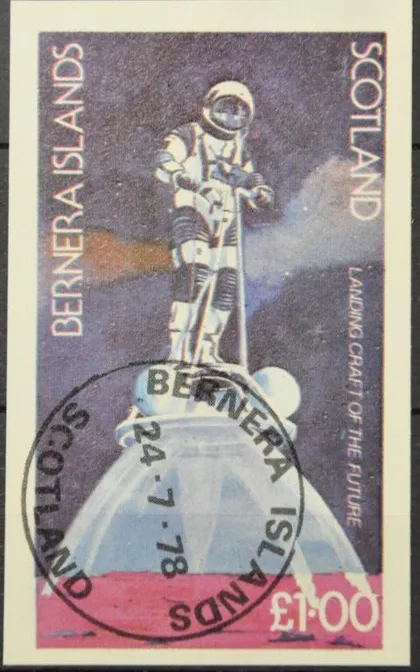 BERNERA ISLANDS
SCOTLAND
LANDING CRAFT OF THE FUTURE
£1·00
BERNERA ISLANDS
24·7·78
SCOTLAND